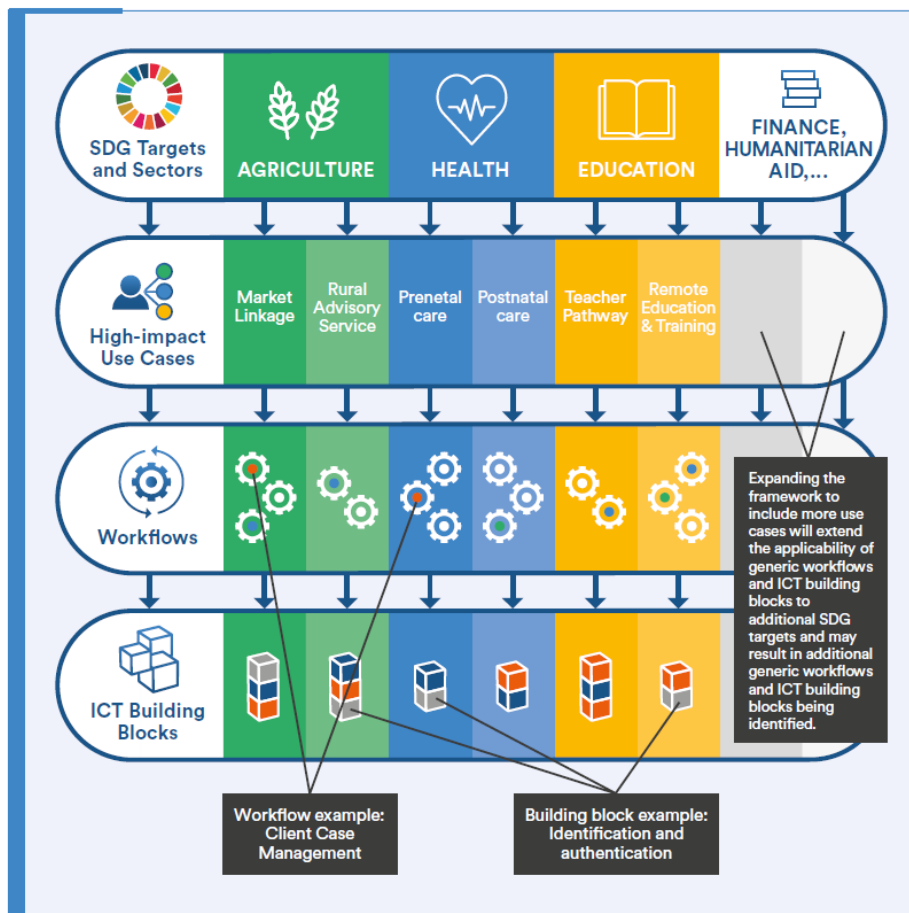 SDG Targets
and Sectors
AGRICULTURE
HEALTH
EDUCATION
FINANCE,
HUMANITARIAN
AID,...
High-impact
Use Cases
Market
Linkage
Rural
Advisory
Service
Prenetal
care
Postnatal
care
Teacher
Pathway
Remote
Education
& Training
Workflows
Expanding the
framework to
include more use
cases will extend
the applicability of
generic workflows
and ICT building
blocks to
additional SDG
targets and may
result in additional
generic workflows
and ICT building
blocks being
identified.
ICT Building
Blocks
Workflow example:
Client Case
Management
Building block example:
Identification and
authentication